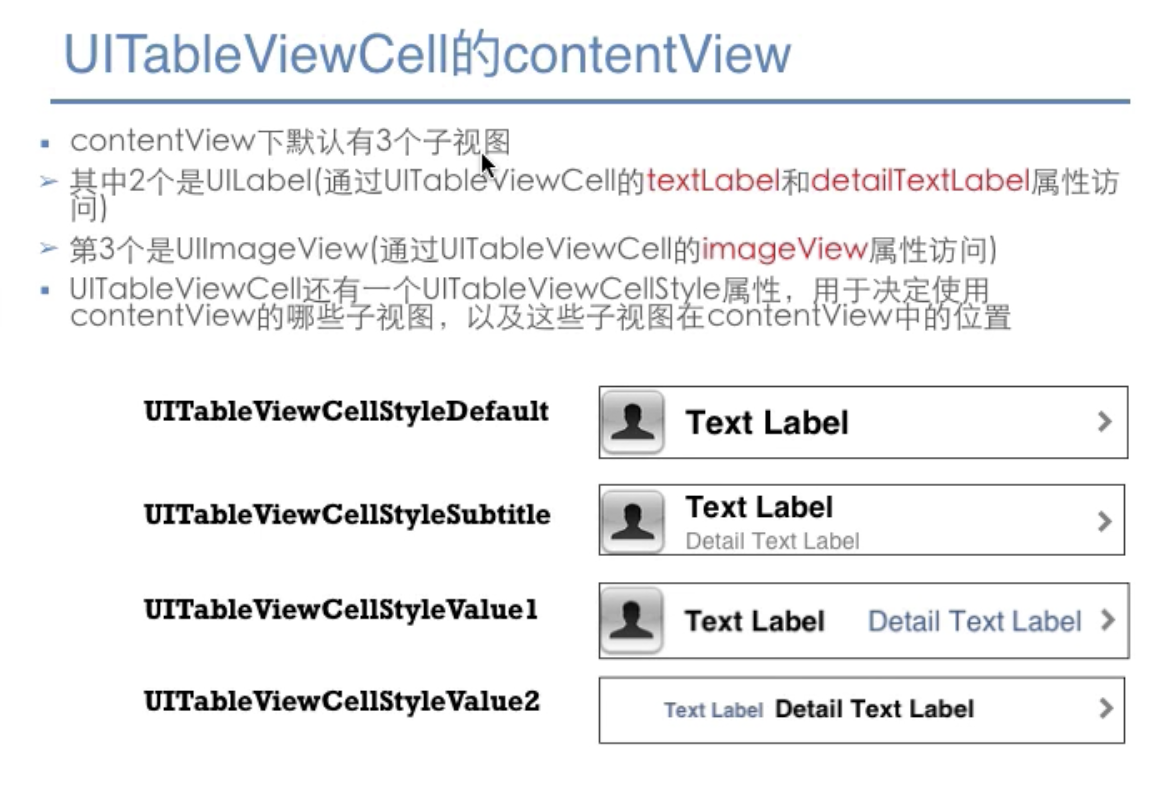 UITableViewCell的contentView
contentView下默认有3个子视图
其中2个是UILabel(通过UITableViewCell的textLabel和detailTextLabel属性访
问)
第3个是UIImageView(通过UITableViewCell的imageView属性访问)
UITableViewCell还有一个UITableViewCellStyle属性，用于决定使用
contentView的哪些子视图，以及这些子视图在contentView中的位置
UITableViewCellStyleDefault
Text Label
UITableViewCellStyleSubtitle
Text Label
Detail Text Label
UITableViewCellStyleValue1
Text Label Detail Text Label
UITableViewCellStyleValue2
Text Label Detail Text Label